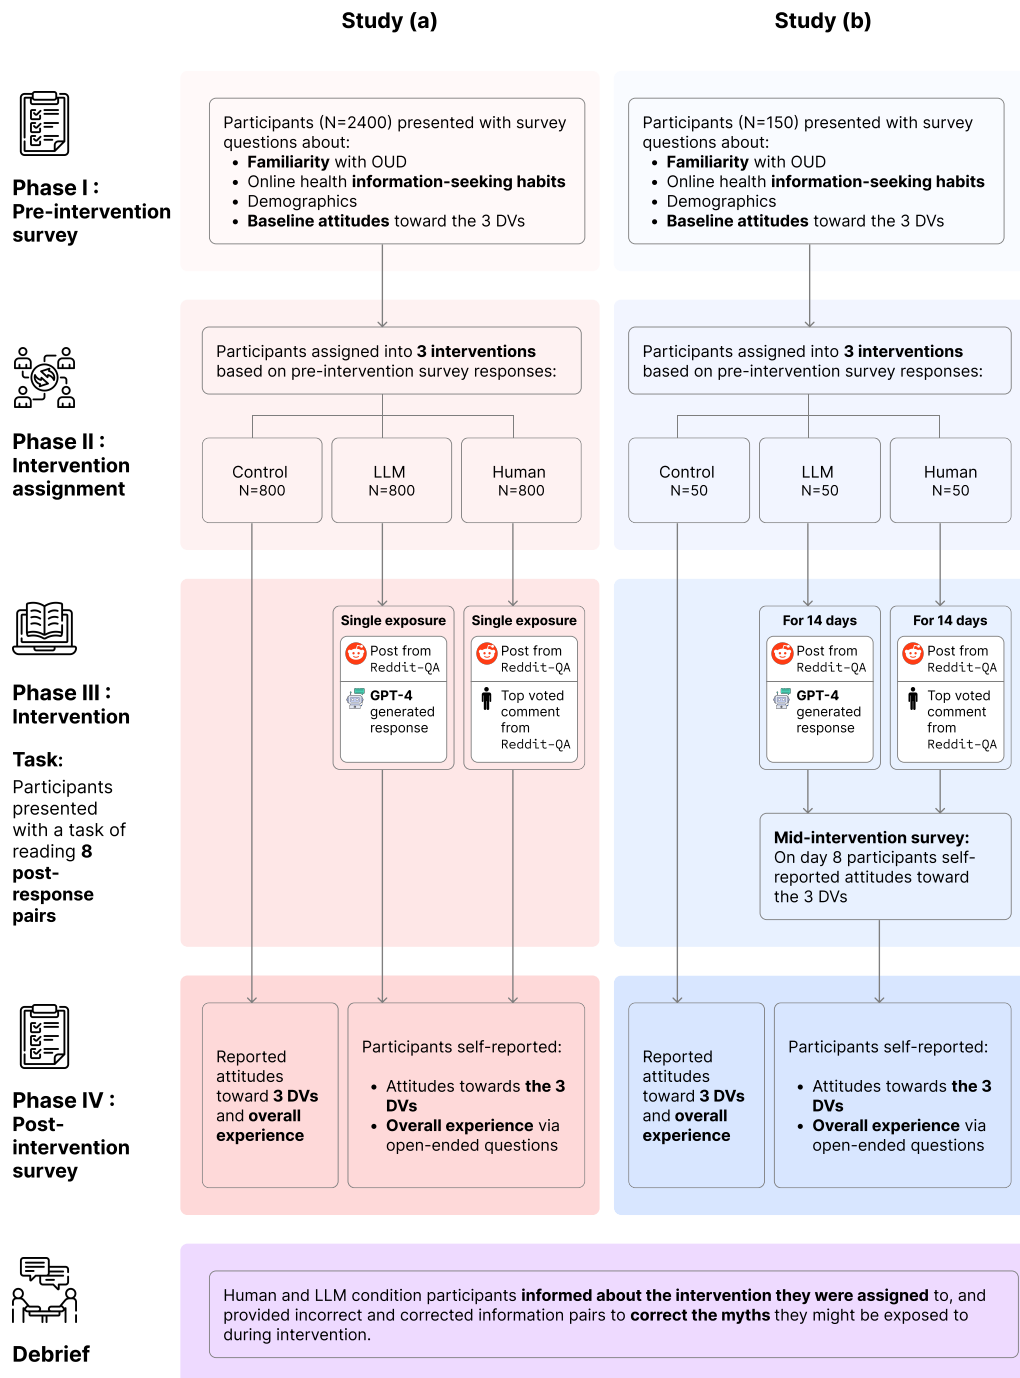 Study (a)
Study (b)
Phase I :
Pre-intervention
survey
Participants (N=2400) presented with survey
questions about:
• Familiarity with OUD
• Online health information-seeking habits
• Demographics
• Baseline attitudes toward the 3 DVs
Participants (N=150) presented with survey
questions about:
• Familiarity with OUD
• Online health information-seeking habits
• Demographics
• Baseline attitudes toward the 3 DVs
Phase II :
Intervention
assignment
Participants assigned into 3 interventions
based on pre-intervention survey responses:
Control
N=800
LLM
N=800
Human
N=800
Participants assigned into 3 interventions
based on pre-intervention survey responses:
Control
N=50
LLM
N=50
Human
N=50
Phase III :
Intervention
Task:
Participants
presented
with a task of
reading 8
post-
response
pairs
Single exposure
Post from
Reddit-QA
GPT-4
generated
response
Single exposure
Post from
Reddit-QA
Top voted
comment
from
Reddit-QA
For 14 days
Post from
Reddit-QA
GPT-4
generated
response
For 14 days
Post from
Reddit-QA
Top voted
comment
from
Reddit-QA
Mid-intervention survey:
On day 8 participants self-
reported attitudes toward
the 3 DVs
Phase IV :
Post-
intervention
survey
Reported
attitudes
toward 3 DVs
and overall
experience
Participants self-reported:
• Attitudes towards the 3
DVs
• Overall experience via
open-ended questions
Reported
attitudes
toward 3 DVs
and overall
experience
Participants self-reported:
• Attitudes towards the 3
DVs
• Overall experience via
open-ended questions
Debrief
Human and LLM condition participants informed about the intervention they were assigned to, and
provided incorrect and corrected information pairs to correct the myths they might be exposed to
during intervention.